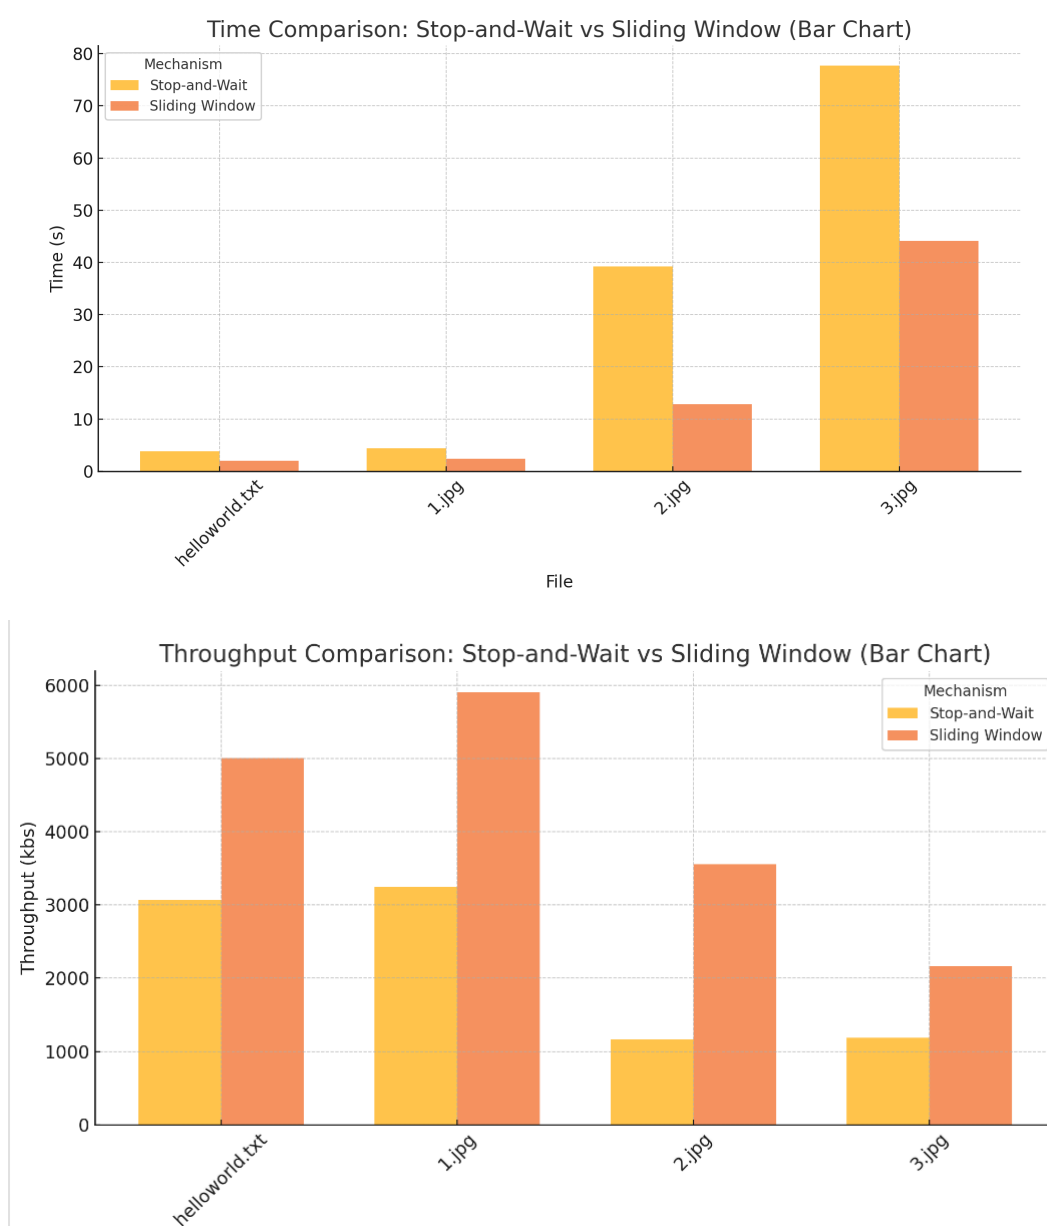 Time Comparison: Stop-and-Wait vs Sliding Window (Bar Chart)
Mechanism
Stop-and-Wait
Sliding Window
Time (s)
80
70
60
50
40
30
20
10
0
helloworld.txt
1.jpg
2.jpg
3.jpg
File
Throughput Comparison: Stop-and-Wait vs Sliding Window (Bar Chart)
Mechanism
Stop-and-Wait
Sliding Window
Throughput (kbs)
6000
5000
4000
3000
2000
1000
0
helloworld.txt
1.jpg
2.jpg
3.jpg